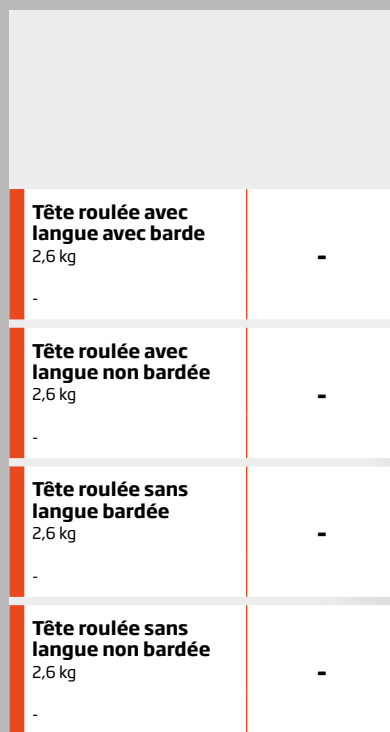 Tête roulée avec
langue avec barde
2,6 kg
-
-
Tête roulée avec
langue non bardée
2,6 kg
-
-
Tête roulée sans
langue bardée
2,6 kg
-
-
Tête roulée sans
langue non bardée
2,6 kg
-
-